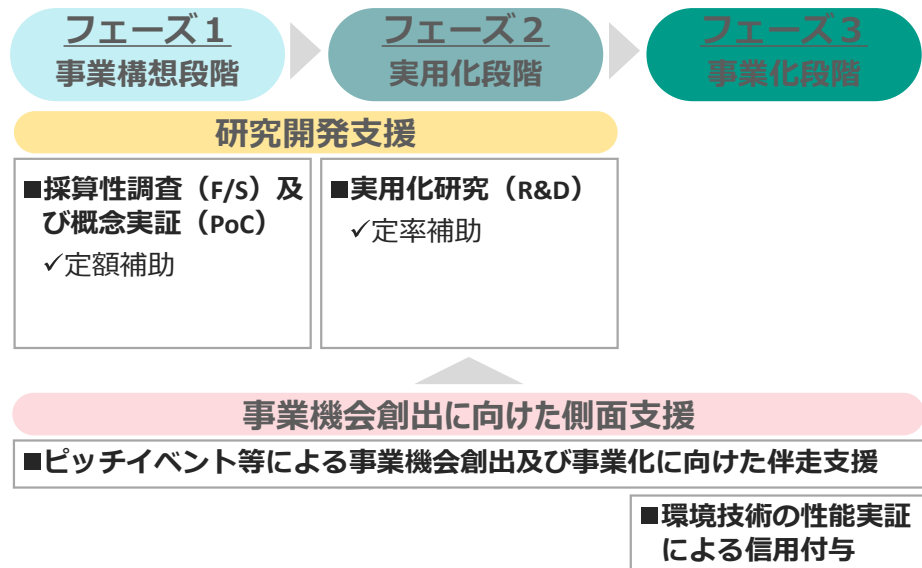 フェーズ１
事業構想段階
フェーズ２
実用化段階
フェーズ３
事業化段階
研究開発支援
■採算性調査（F/S）及
び概念実証（PoC）
✓定額補助
■実用化研究（R&D）
✓定率補助
事業機会創出に向けた側面支援
■ピッチイベント等による事業機会創出及び事業化に向けた伴走支援
■環境技術の性能実証
による信用付与